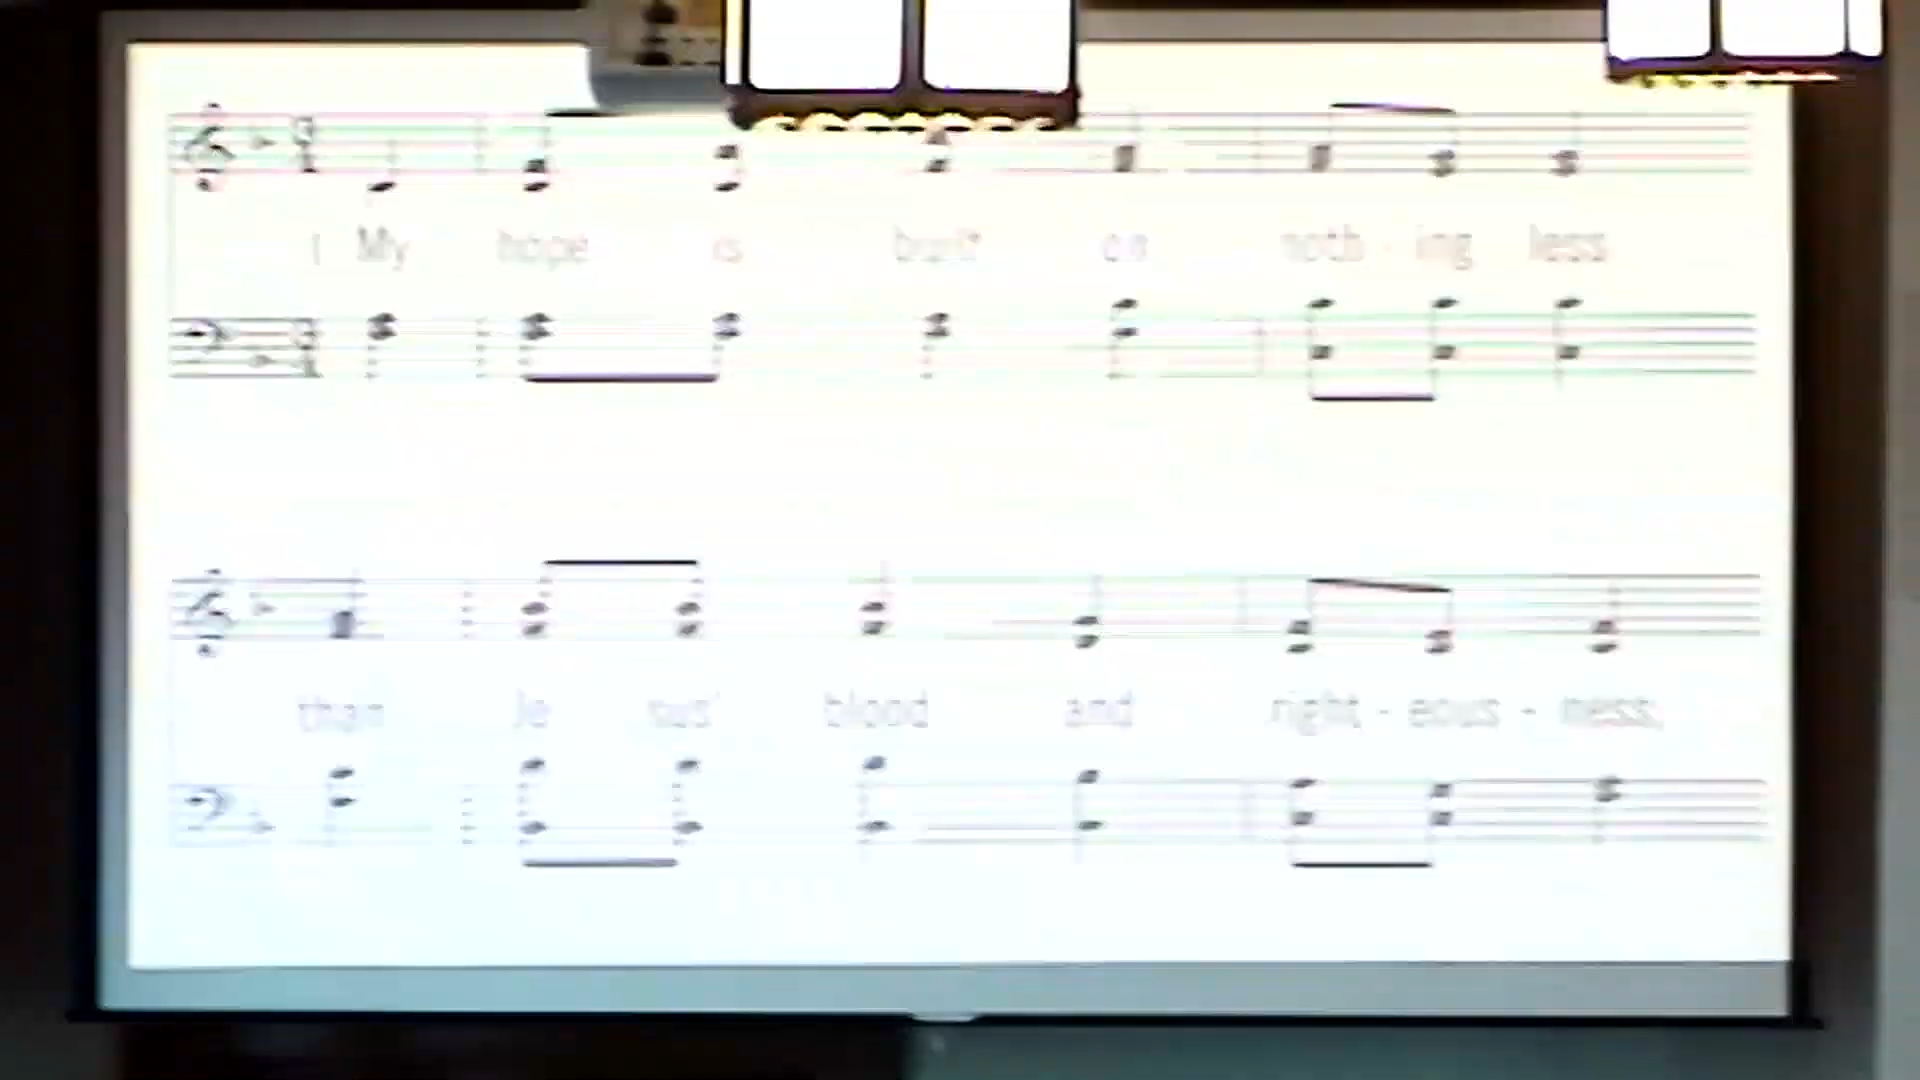 1 My hope is built on noth - ing less
than Je sus' blood and right - eous - ness;